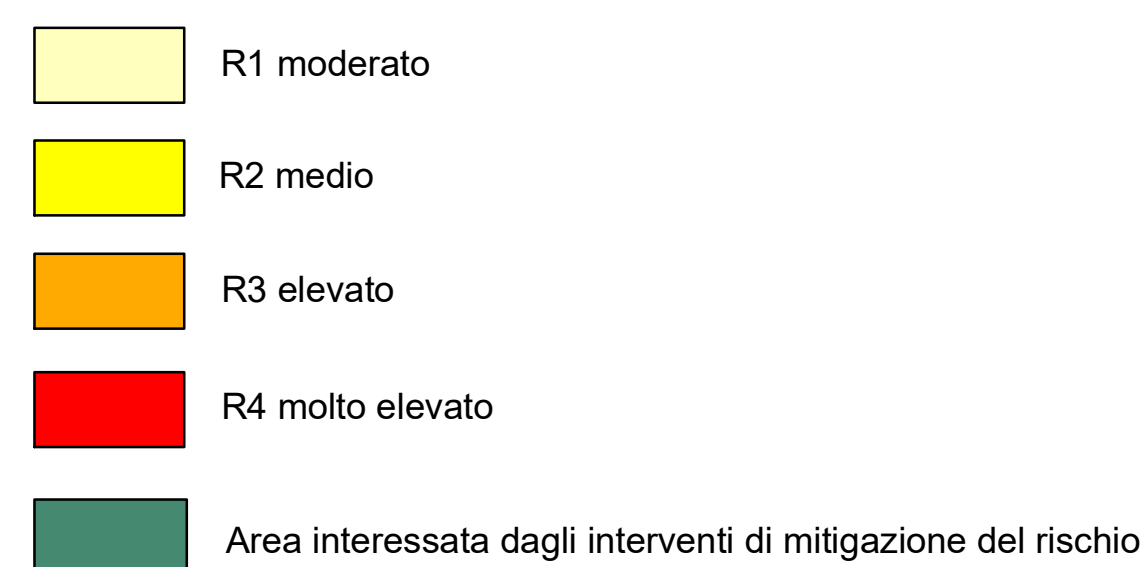 R1 moderato
R2 medio
R3 elevato
R4 molto elevato
Area interessata dagli interventi di mitigazione del rischio